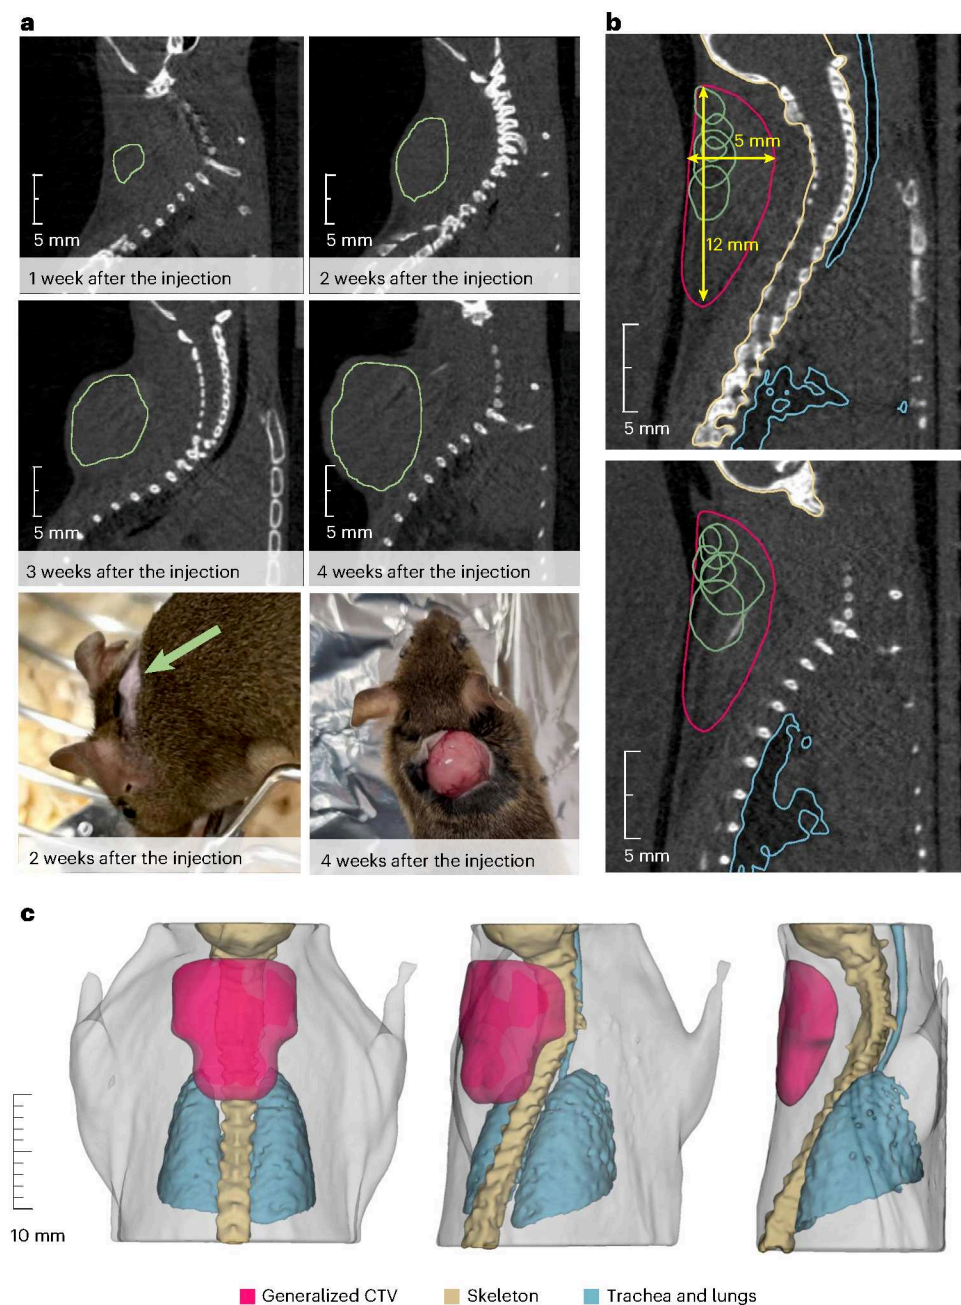 a
5 mm
1 week after the injection
5 mm
2 weeks after the injection
5 mm
3 weeks after the injection
5 mm
4 weeks after the injection
2 weeks after the injection
4 weeks after the injection
b
5 mm
12 mm
5 mm
5 mm
c
10 mm
Generalized CTV
Skeleton
Trachea and lungs